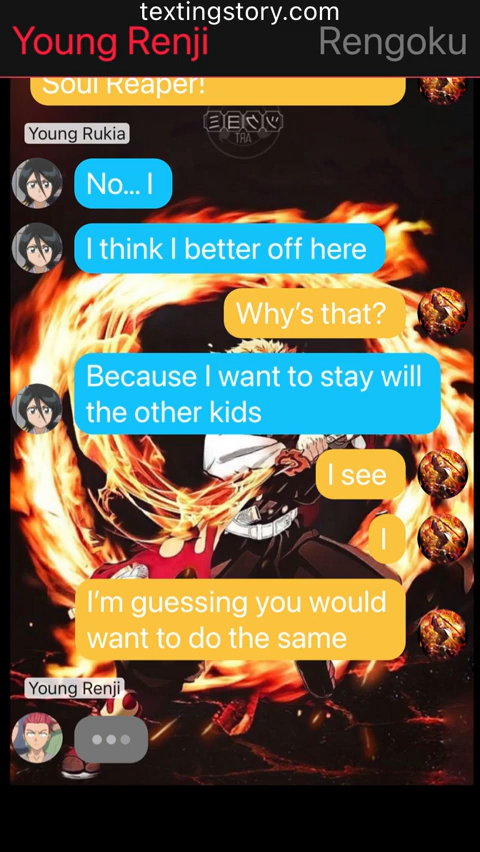 textingstory.com
Young Renji
Rengoku
Soul Reaper!
Young Rukia
No... I
I think I better off here
Why's that?
Because I want to stay will
the other kids
I see
I
I'm guessing you would
want to do the same
Young Renji